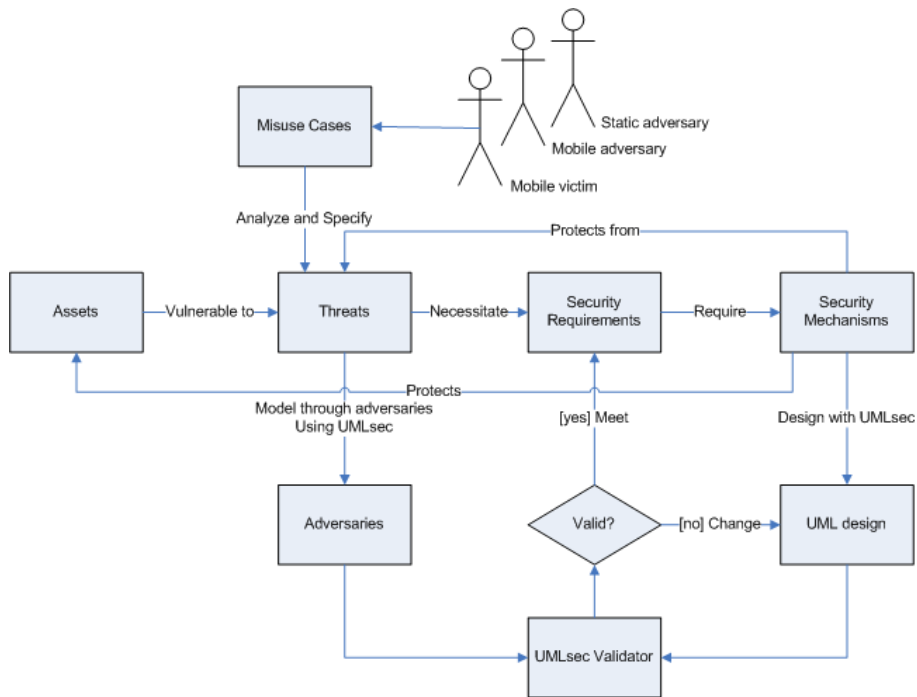 Static adversary
Misuse Cases
Mobile adversary
Mobile victim
Analyze and Specify
Protects from
Assets
Vulnerable to
Threats
Necessitate
Security
Requirements
Require
Security
Mechanisms
Protects
Model through adversaries
Using UMLsec
[yes] Meet
Design with UMLsec
Adversaries
Valid?
[no] Change
UML design
UMLsec Validator